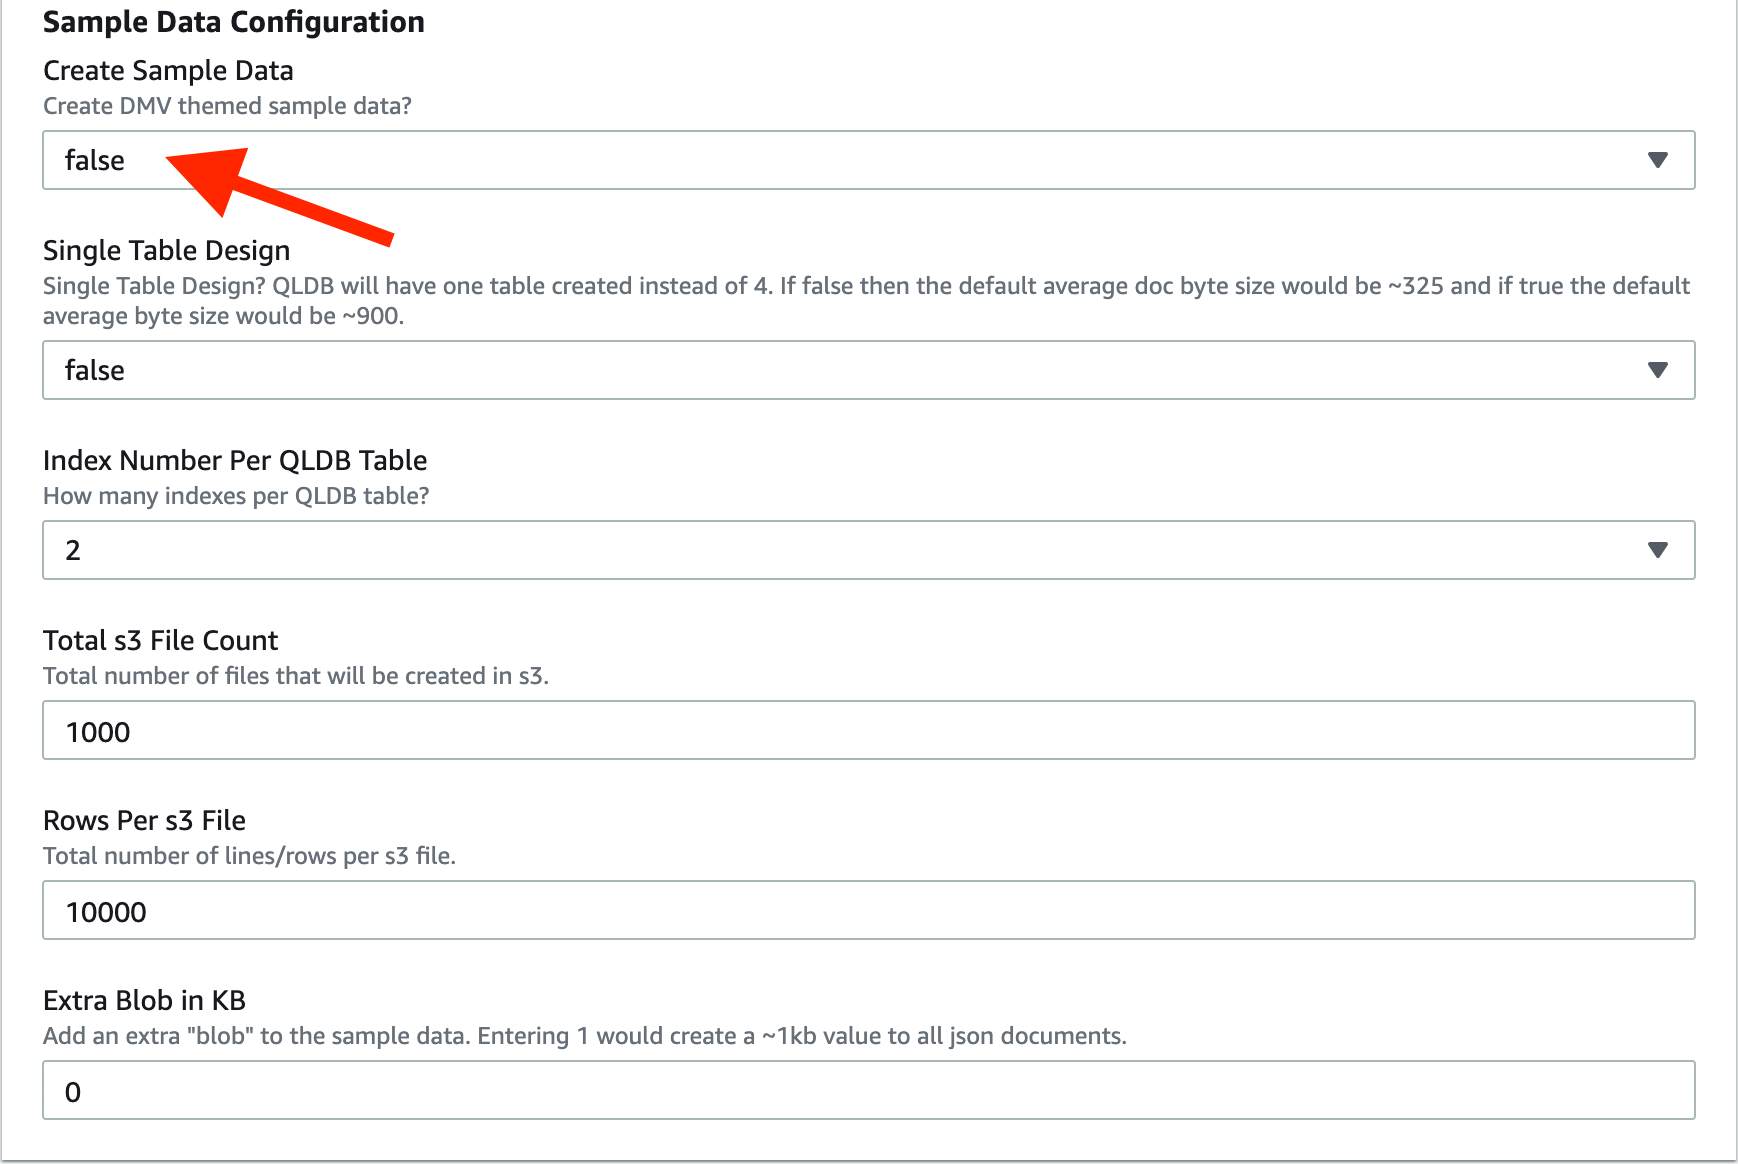 Sample Data Configuration
Create Sample Data
Create DMV themed sample data?
false
Single Table Design
Single Table Design? QLDB will have one table created instead of 4. If false then the default average doc byte size would be ~325 and if true the default
average byte size would be ~900.
false
Index Number Per QLDB Table
How many indexes per QLDB table?
2
Total s3 File Count
Total number of files that will be created in s3.
1000
Rows Per s3 File
Total number of lines/rows per s3 file.
10000
Extra Blob in KB
Add an extra "blob" to the sample data. Entering 1 would create a ~1kb value to all json documents.
0